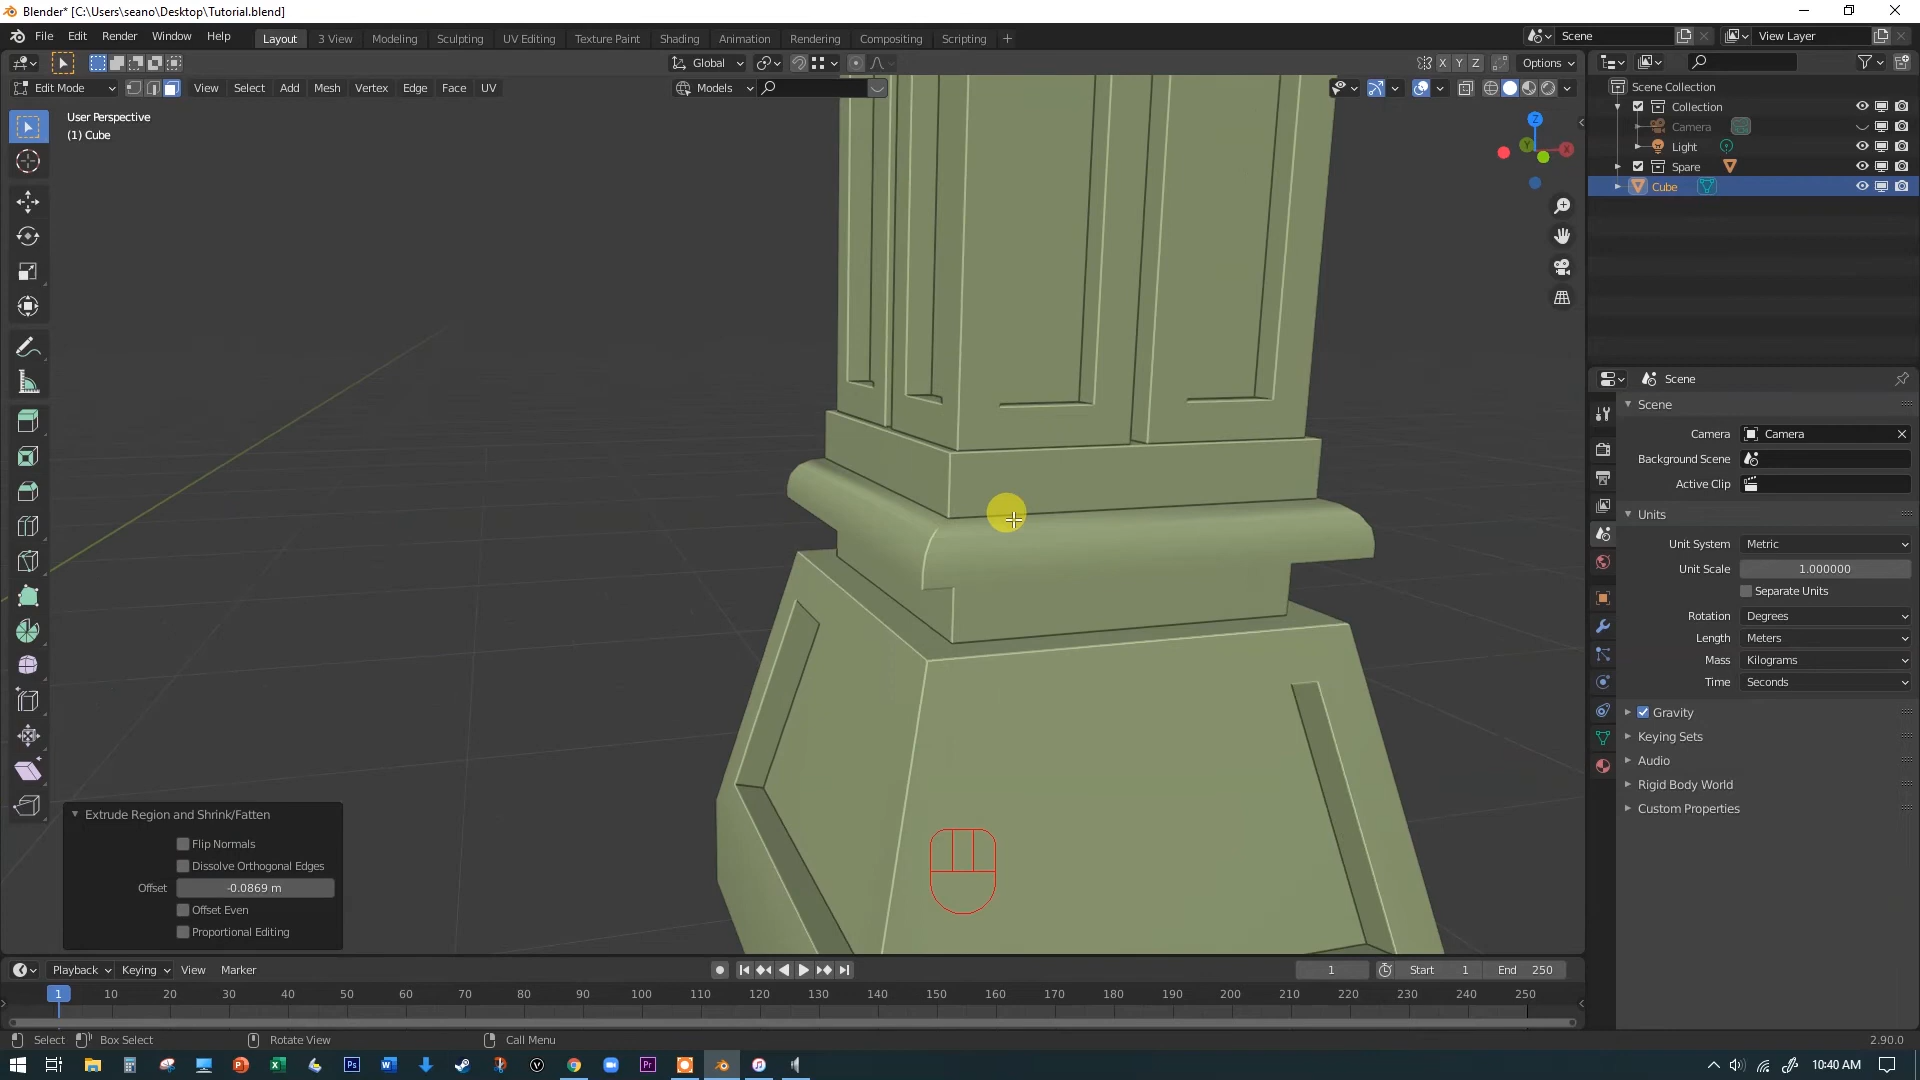 Blender* [C:\Users\seano\Desktop\Tutorial.blend]
File Edit Render Window Help Layout 3 View Modeling Sculpting UV Editing Texture Paint Shading Animation Rendering Compositing Scripting + Scene View Layer
Global X Y Z Options
Edit Mode View Select Add Mesh Vertex Edge Face UV Models
User Perspective
(1) Cube
Z
Y
X
Scene Collection
Collection
Camera
Light
Spare
Cube
Scene
Scene
Camera Camera
Background Scene
Active Clip
Units
Unit System Metric
Unit Scale 1.000000
Separate Units
Rotation Degrees
Length Meters
Mass Kilograms
Time Seconds
Gravity
Keying Sets
Audio
Rigid Body World
Custom Properties
Extrude Region and Shrink/Fatten
Flip Normals
Dissolve Orthogonal Edges
Offset -0.0869 m
Offset Even
Proportional Editing
Playback Keying View Marker 1 Start 1 End 250
1 10 20 30 40 50 60 70 80 90 100 110 120 130 140 150 160 170 180 190 200 210 220 230 240 250
Select Box Select Rotate View Call Menu 2.90.0
10:40 AM